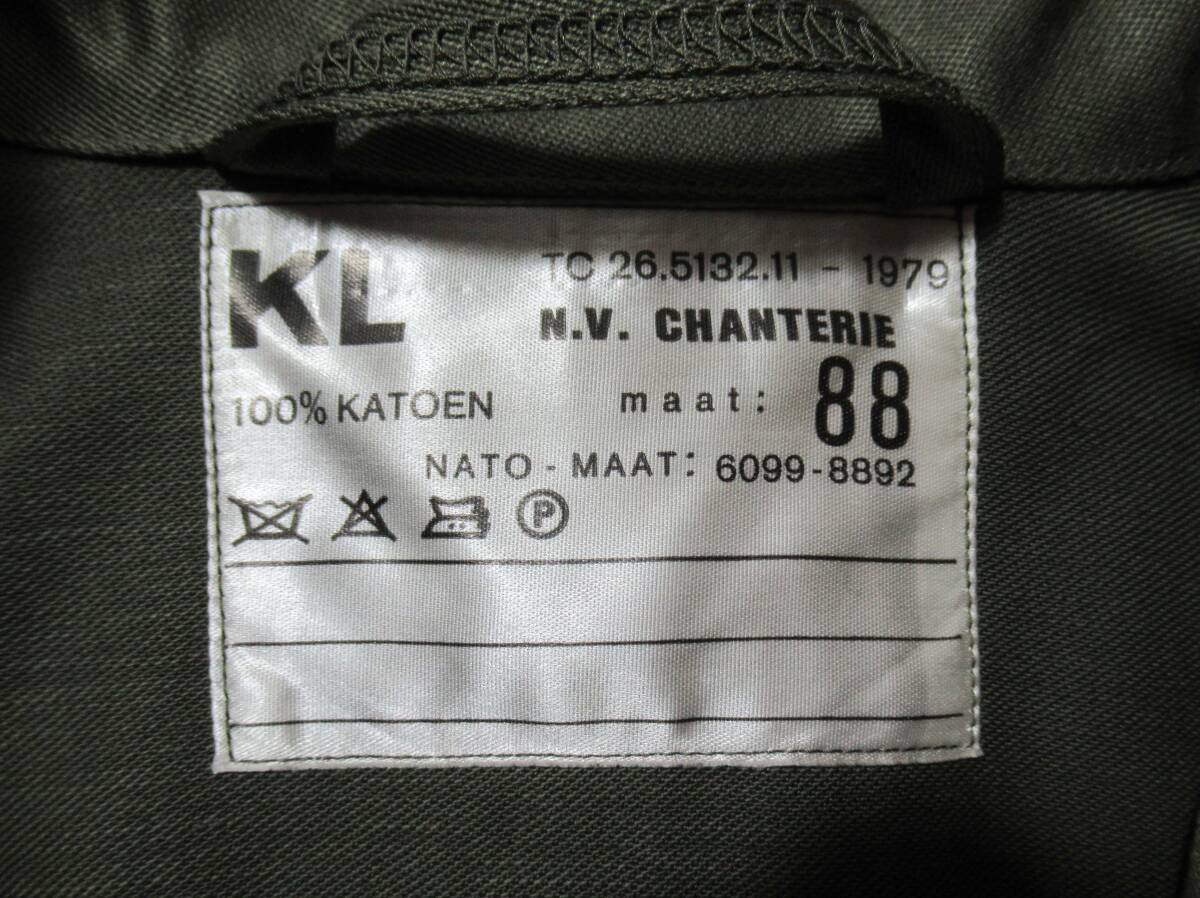 KL
TC 26.5132.11 - 1979
N.V. CHANTERIE
100% KATOEN maat: 88
NATO - MAAT: 6099-8892
P